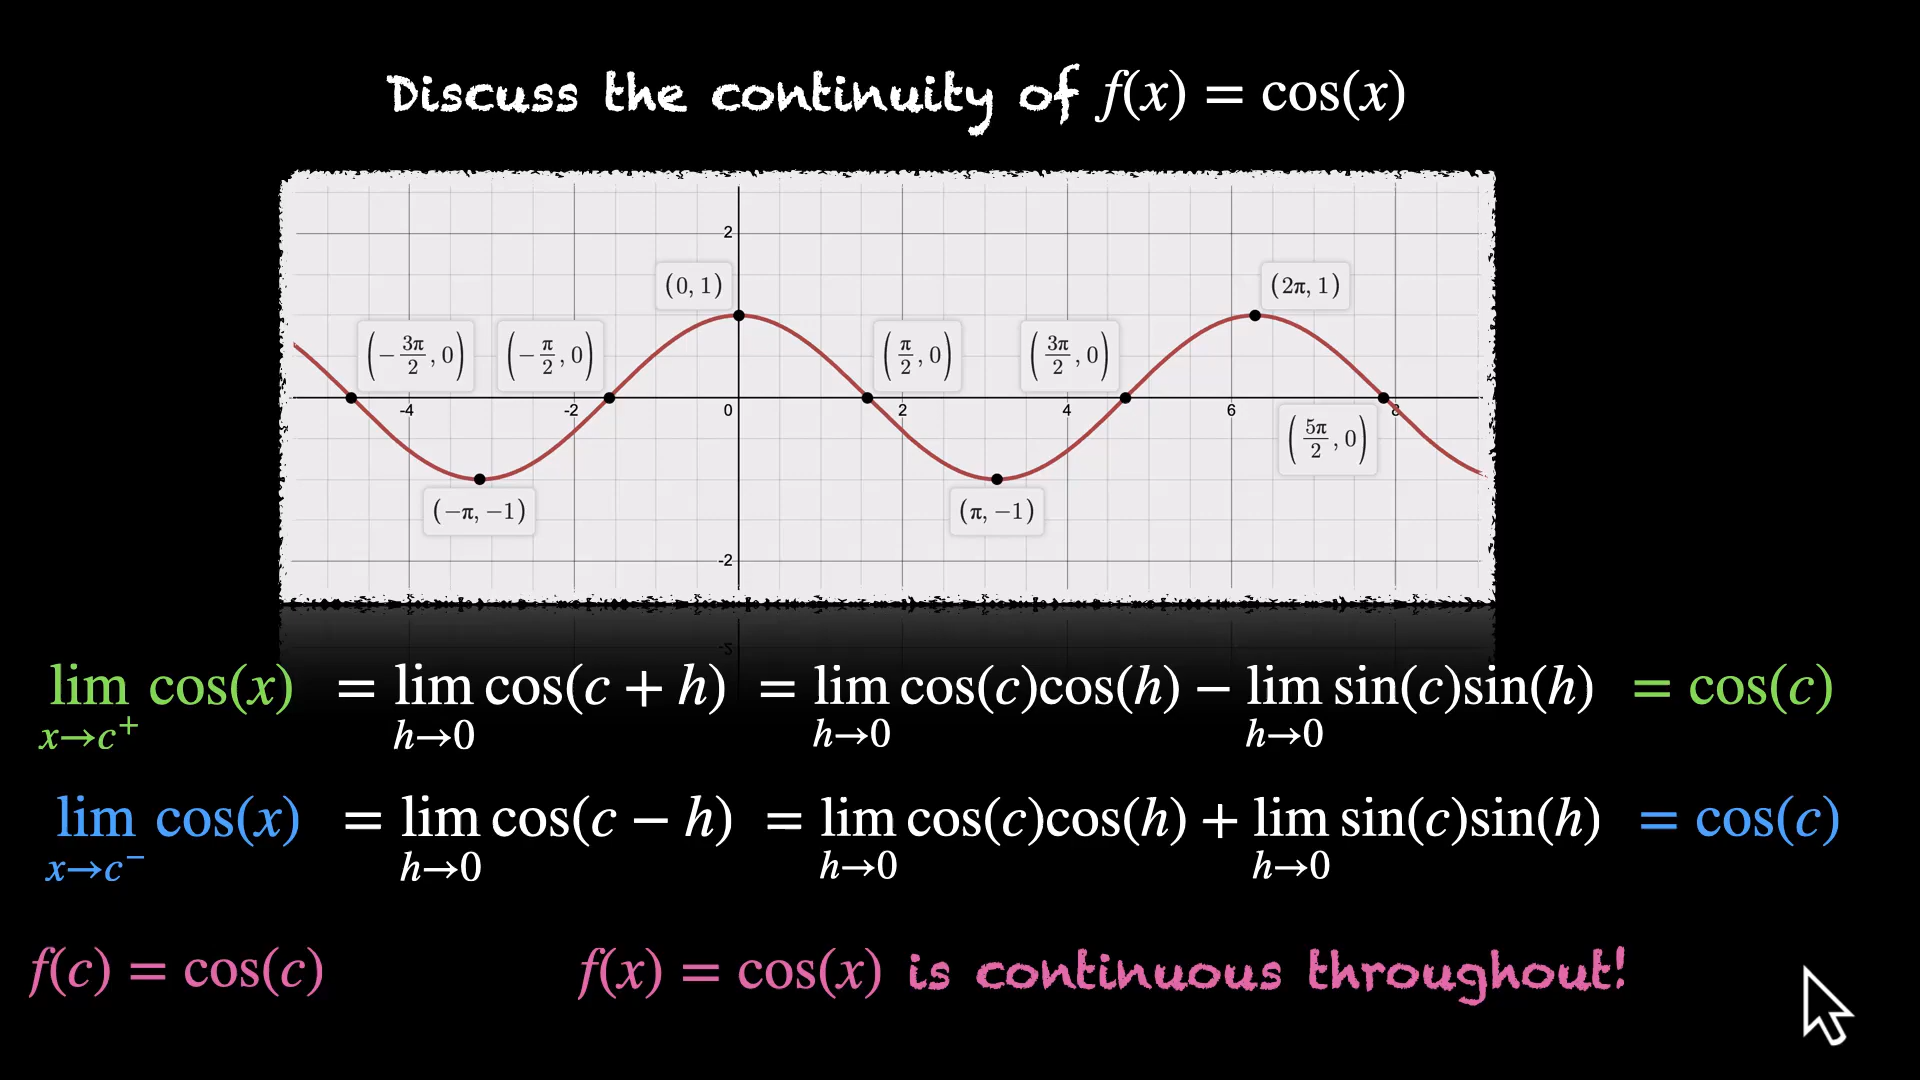 Discuss the continuity of f(x) = cos(x)
2
(0, 1)
(2π, 1)
(−3π/2, 0)
(−π/2, 0)
(π/2, 0)
(3π/2, 0)
-4
-2
0
2
4
6
8
(5π/2, 0)
(−π, −1)
(π, −1)
-2
lim x→c⁺ cos(x) = lim h→0 cos(c + h) = lim h→0 cos(c)cos(h) − lim h→0 sin(c)sin(h) = cos(c)
lim x→c⁻ cos(x) = lim h→0 cos(c − h) = lim h→0 cos(c)cos(h) + lim h→0 sin(c)sin(h) = cos(c)
f(c) = cos(c)
f(x) = cos(x) is continuous throughout!